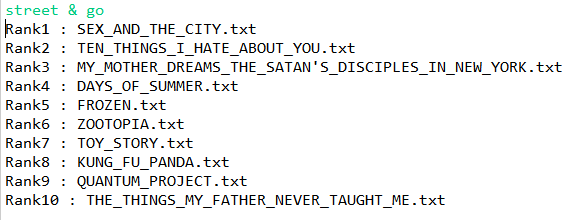 street & go
Rank1 : SEX_AND_THE_CITY.txt
Rank2 : TEN_THINGS_I_HATE_ABOUT_YOU.txt
Rank3 : MY_MOTHER_DREAMS_THE_SATAN'S_DISCIPLES_IN_NEW_YORK.txt
Rank4 : DAYS_OF_SUMMER.txt
Rank5 : FROZEN.txt
Rank6 : ZOOTOPIA.txt
Rank7 : TOY_STORY.txt
Rank8 : KUNG_FU_PANDA.txt
Rank9 : QUANTUM_PROJECT.txt
Rank10 : THE_THINGS_MY_FATHER_NEVER_TAUGHT_ME.txt